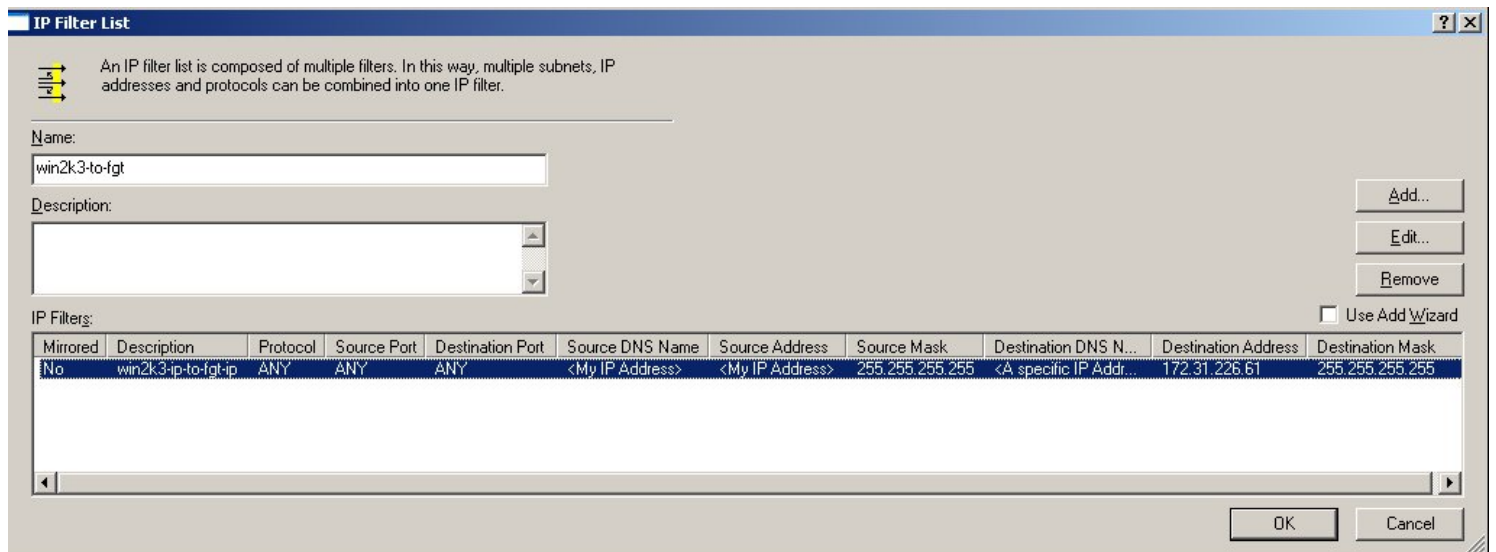 IP Filter List
An IP filter list is composed of multiple filters. In this way, multiple subnets, IP
addresses and protocols can be combined into one IP filter.
Name:
win2k3-to-fgt
Add...
Description:
Edit...
Remove
IP Filters:
Use Add Wizard
Mirrored Description Protocol Source Port Destination Port Source DNS Name Source Address Source Mask Destination DNS N... Destination Address Destination Mask
No win2k3-ip-to-fgt-ip ANY ANY ANY <My IP Address> <My IP Address> 255.255.255.255 <A specific IP Addr... 172.31.226.61 255.255.255.255
OK Cancel